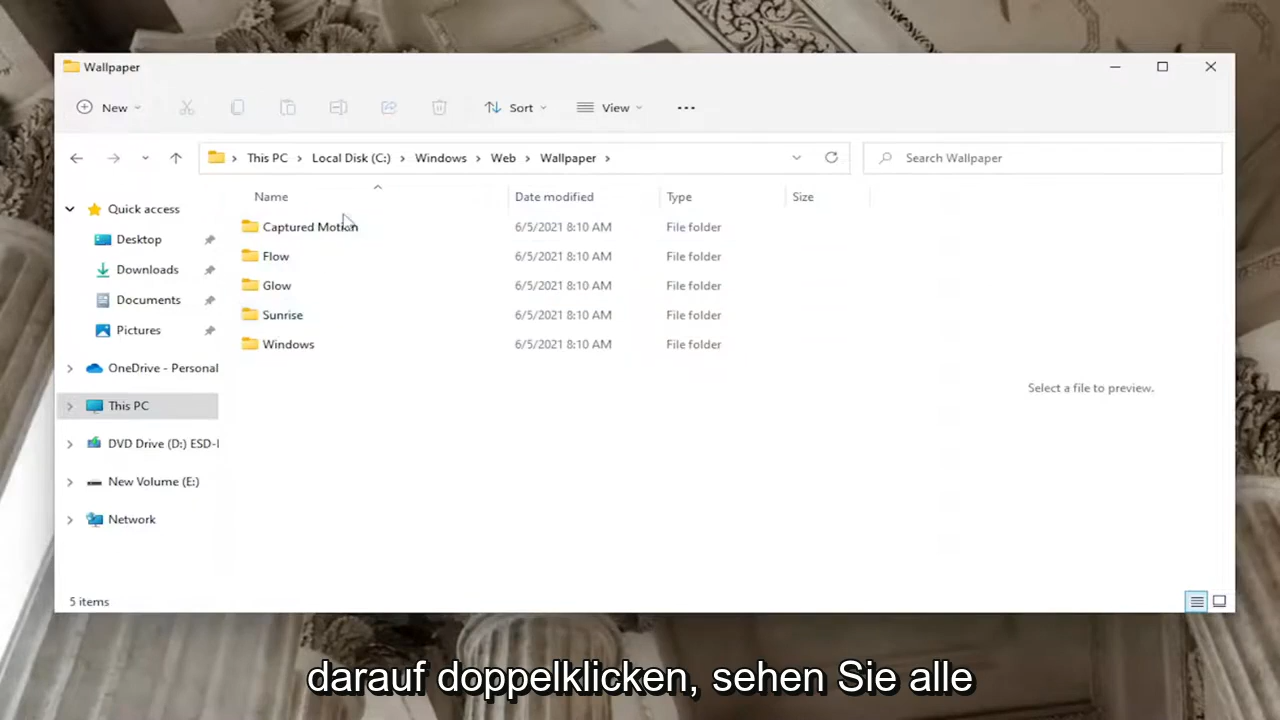 Wallpaper
New
Sort
View
This PC > Local Disk (C:) > Windows > Web > Wallpaper >
Search Wallpaper
Name Date modified Type Size
Quick access
Desktop
Downloads
Documents
Pictures
OneDrive - Personal
This PC
DVD Drive (D:) ESD-I
New Volume (E:)
Network
Captured Motion 6/5/2021 8:10 AM File folder
Flow 6/5/2021 8:10 AM File folder
Glow 6/5/2021 8:10 AM File folder
Sunrise 6/5/2021 8:10 AM File folder
Windows 6/5/2021 8:10 AM File folder
Select a file to preview.
5 items
darauf doppelklicken, sehen Sie alle